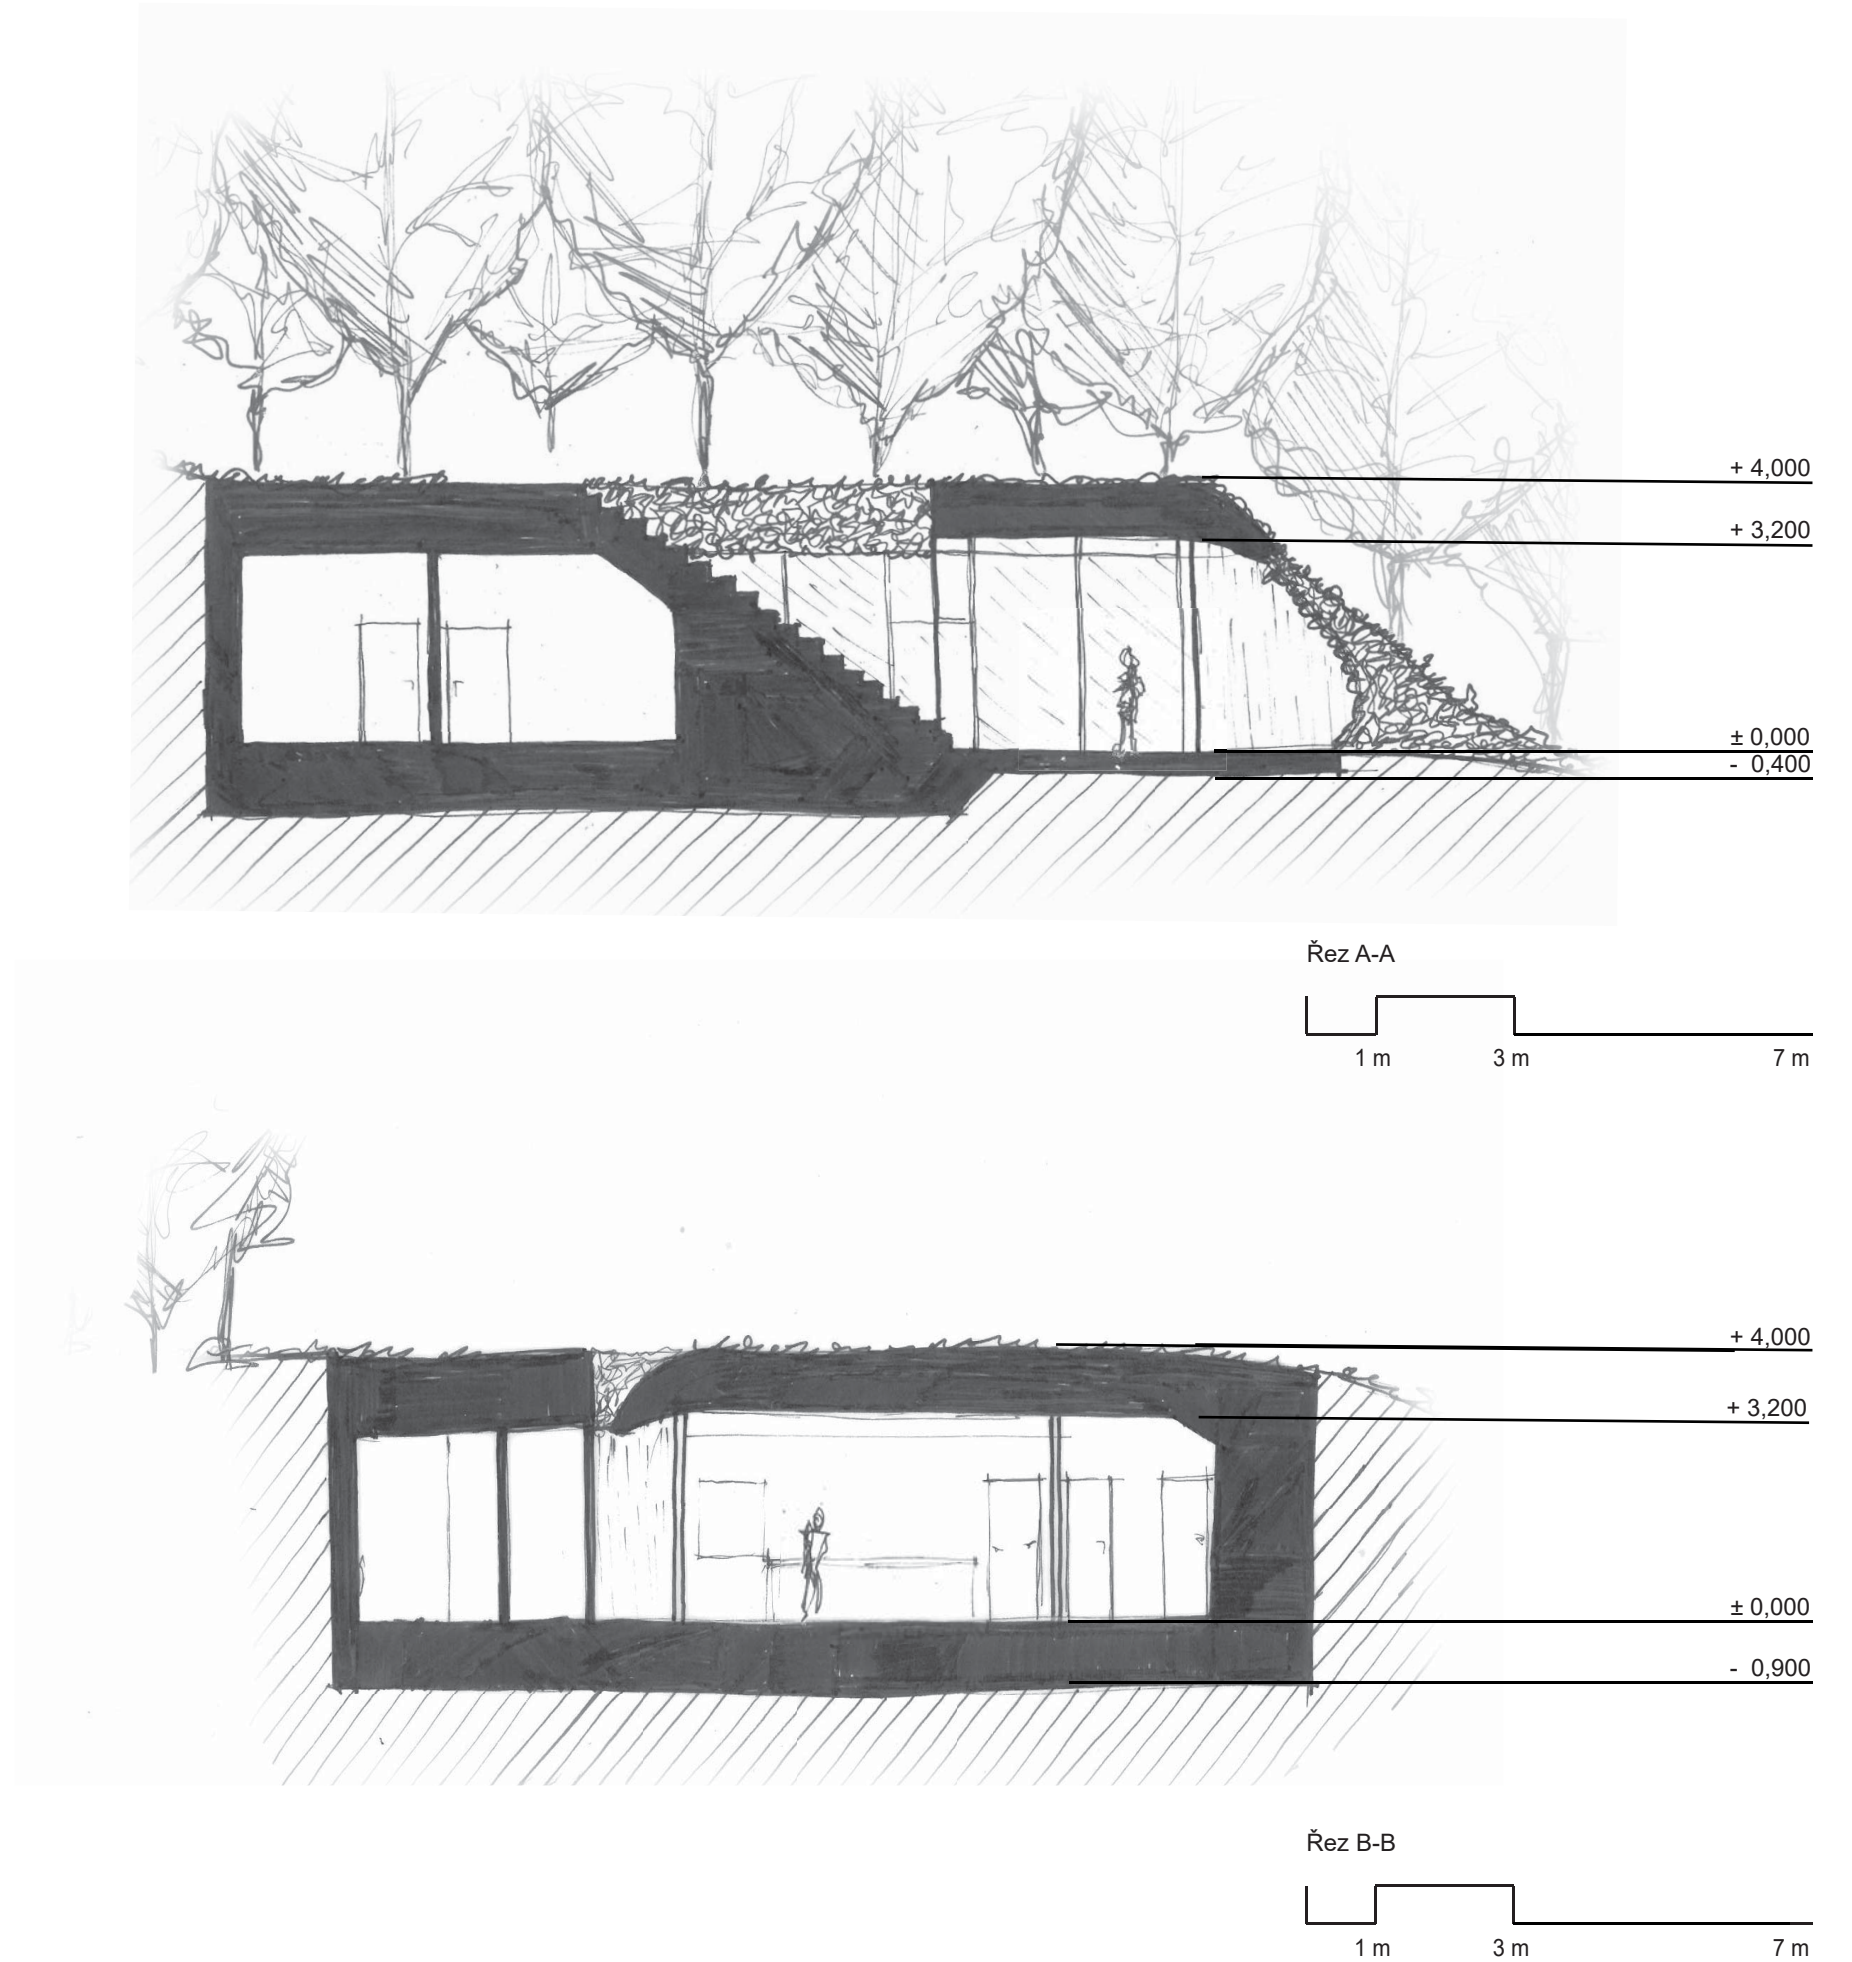 + 4,000
+ 3,200
± 0,000
- 0,400
Řez A-A
1 m 3 m 7 m
+ 4,000
+ 3,200
± 0,000
- 0,900
Řez B-B
1 m 3 m 7 m